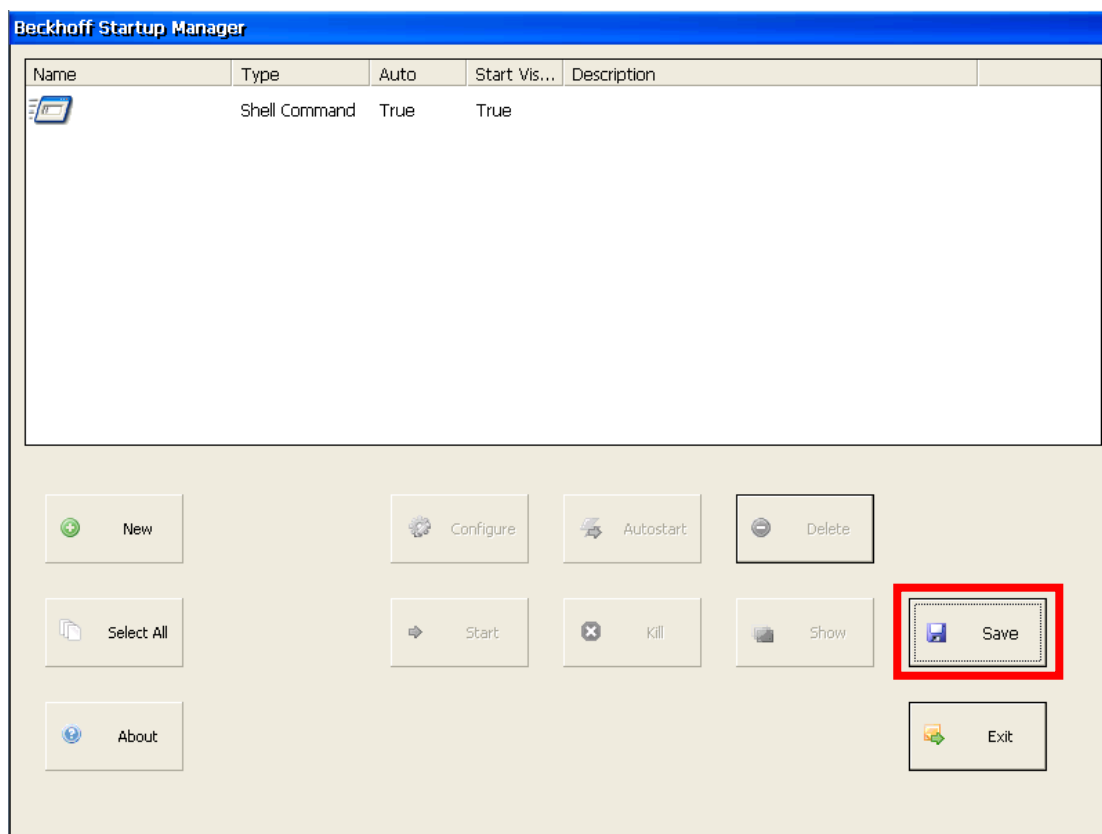 Beckhoff Startup Manager
Name Type Auto Start Vis... Description
Shell Command True True
New Configure Autostart Delete
Select All Start Kill Show Save
About Exit